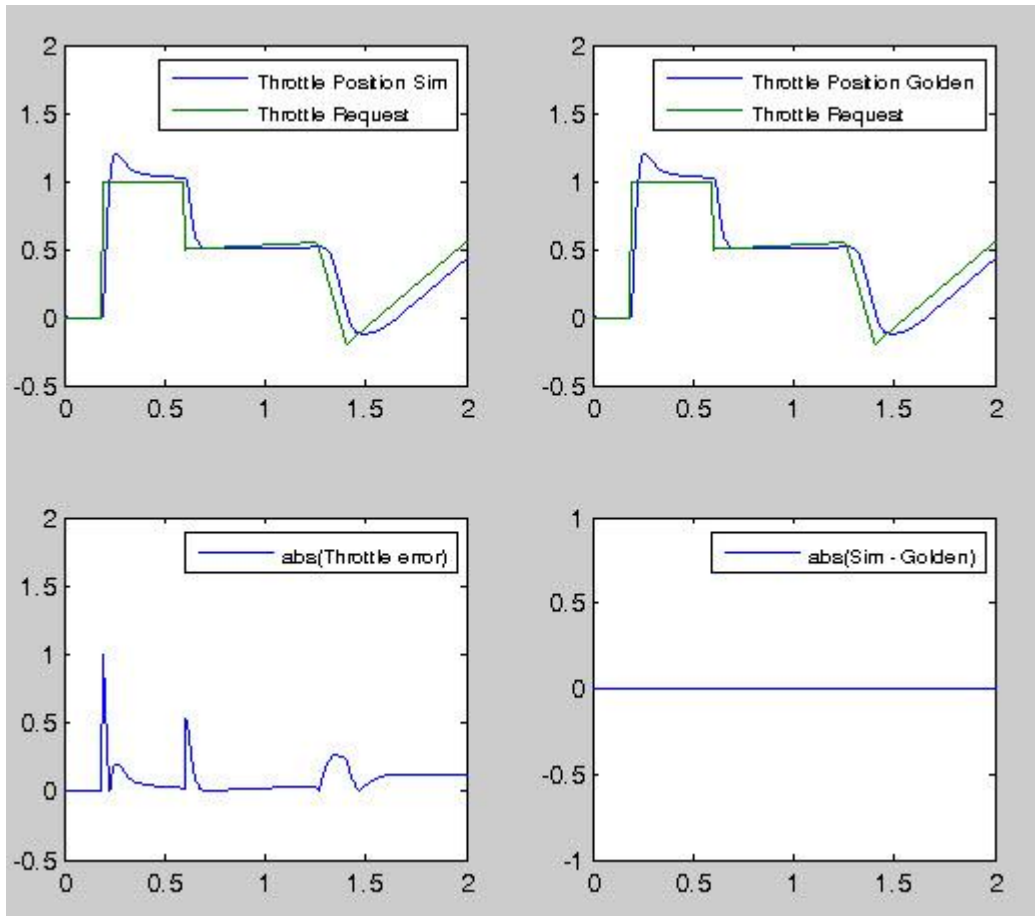 2
1.5
1
0.5
0
-0.5
0 0.5 1 1.5 2
Throttle Position Sim
Throttle Request
2
1.5
1
0.5
0
-0.5
0 0.5 1 1.5 2
Throttle Position Golden
Throttle Request
2
1.5
1
0.5
0
-0.5
0 0.5 1 1.5 2
abs(Throttle error)
1
0.5
0
-0.5
-1
0 0.5 1 1.5 2
abs(Sim - Golden)